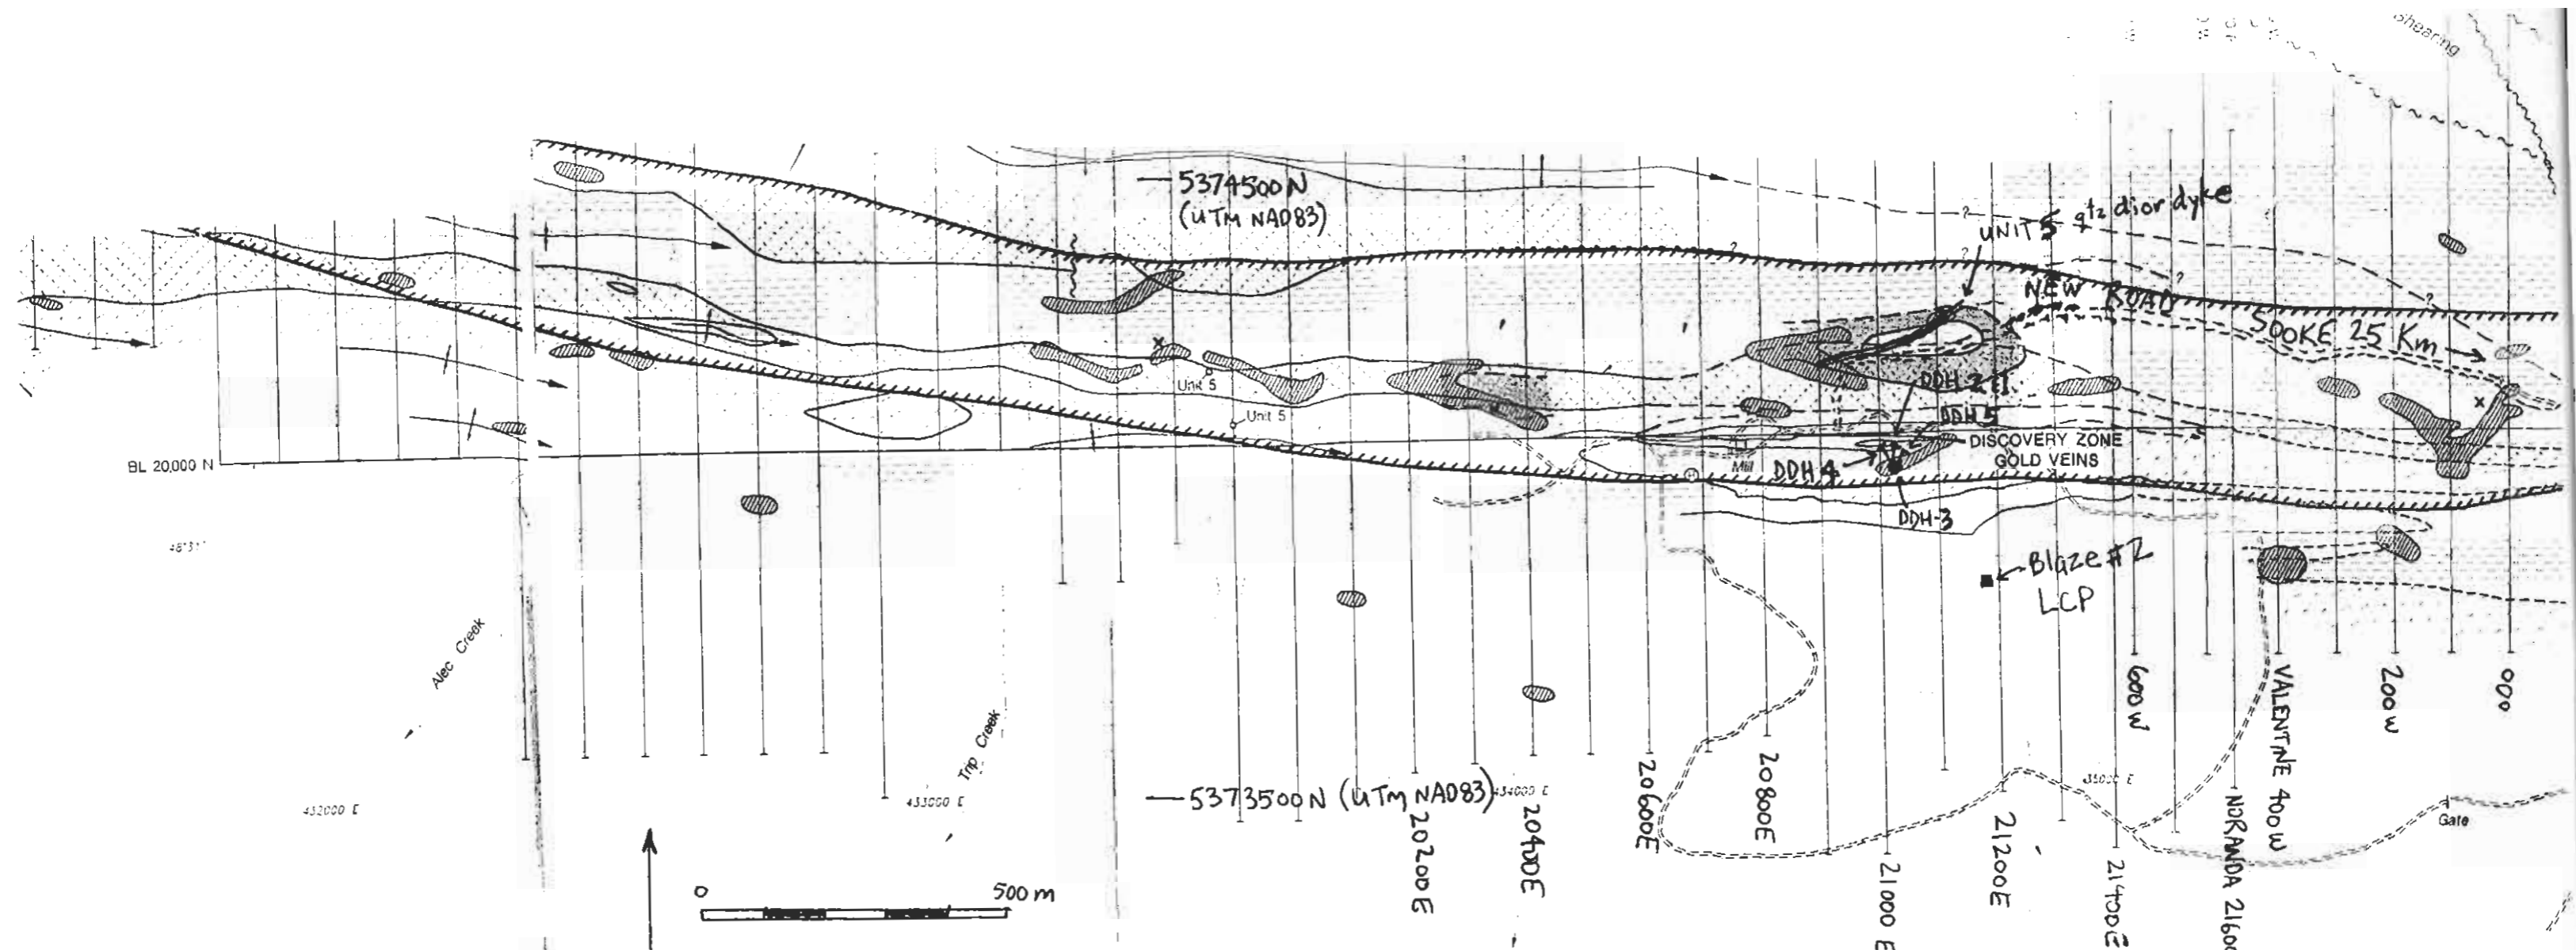 Shearing
5374500N
(UTM NAD83)
UNIT 5 qtz dior dyke
NEW ROAD
SOOKE 25 Km
Unit 5
Unit 5
DDH 2 1
DDH 5
DISCOVERY ZONE
GOLD VEINS
BL 20,000 N
Mill
DDH 4
H
DDH-3
Blaze #2
LCP
Alec Creek
Trip Creek
432000 E
433000 E
5373500N (UTM NAD83)
434000 E
20200E
20400E
20600E
20800E
21000 E
21200E
21400E
600W
NORANDA
VALENTINE 400W
200W
000
Gate
0
500 m